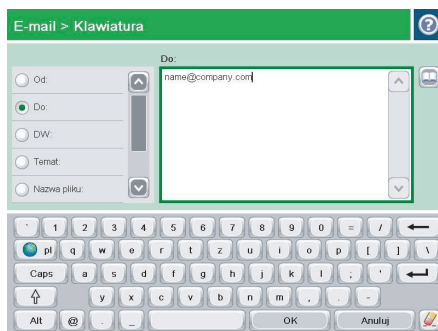 E-mail > Klawiatura
?
Do:
Od:
name@company.com
Do:
DW:
Temat:
Nazwa pliku:
` 1 2 3 4 5 6 7 8 9 0 = /
pl q w e r t z u i o p [ ] \
Caps a s d f g h j k l ; '
y x c v b n m , . -
Alt @ . _ OK Anuluj